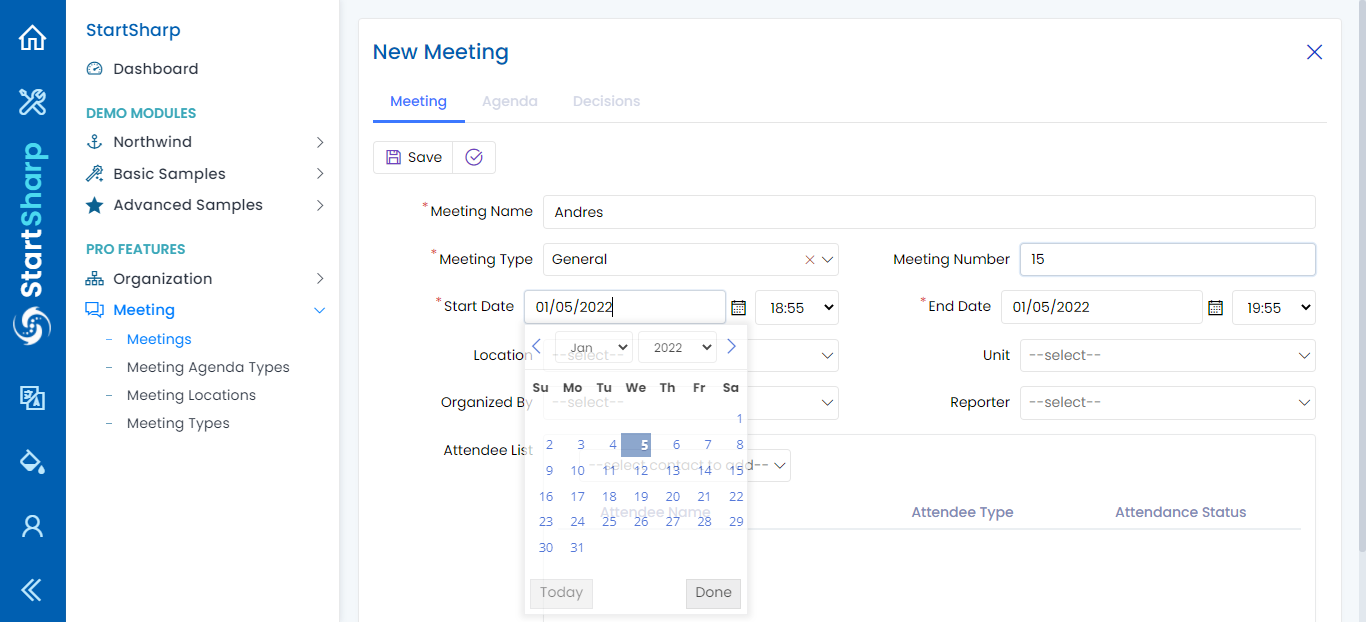 StartSharp
StartSharp
Dashboard
DEMO MODULES
Northwind
Basic Samples
Advanced Samples
PRO FEATURES
Organization
Meeting
– Meetings
– Meeting Agenda Types
– Meeting Locations
– Meeting Types
New Meeting
Meeting Agenda Decisions
Save
* Meeting Name Andres
* Meeting Type General Meeting Number 15
* Start Date 01/05/2022 18:55 * End Date 01/05/2022 19:55
Location --select-- Unit --select--
Organized By --select-- Reporter --select--
Attendee List --select contact to add--
Attendee Name Attendee Type Attendance Status
Jan 2022
Su Mo Tu We Th Fr Sa
1
2 3 4 5 6 7 8
9 10 11 12 13 14 15
16 17 18 19 20 21 22
23 24 25 26 27 28 29
30 31
Today Done